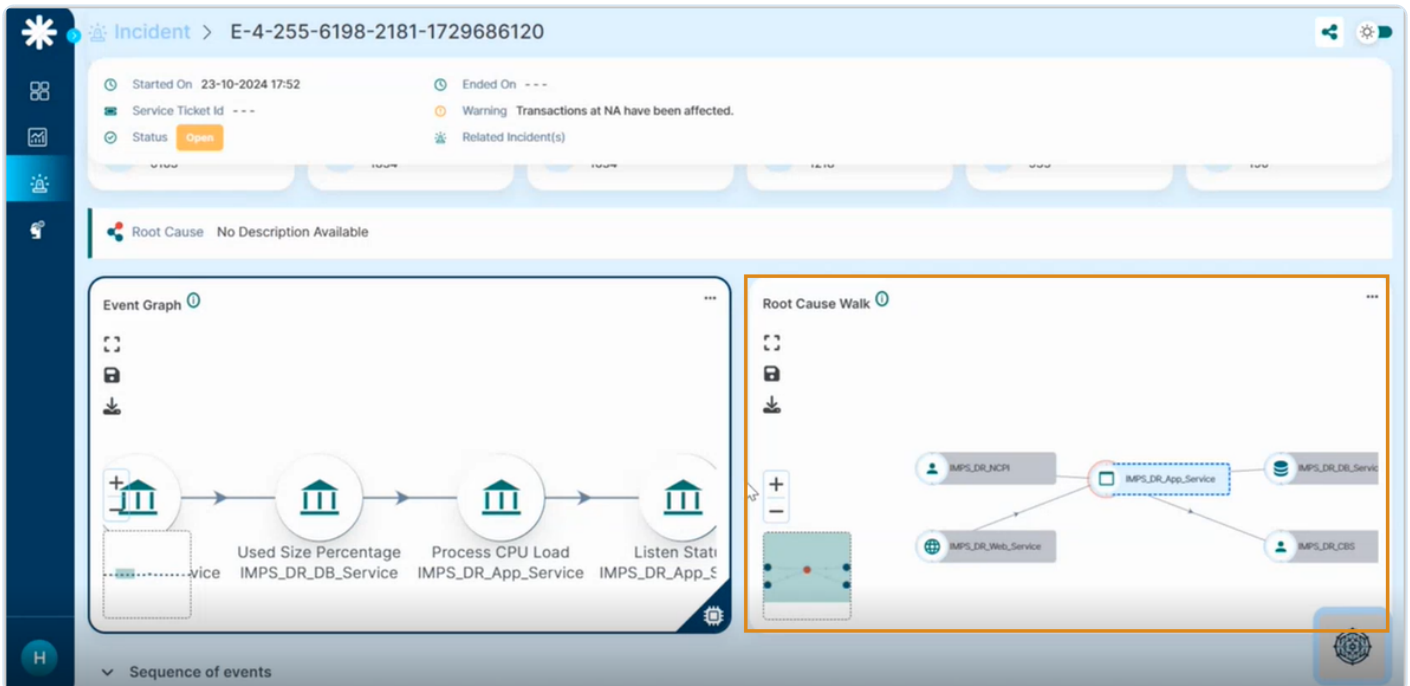 Incident > E-4-255-6198-2181-1729686120
Started On 23-10-2024 17:52
Ended On - - -
Service Ticket Id - - -
Warning Transactions at NA have been affected.
Status Open
Related Incident(s)
Root Cause No Description Available
Event Graph
Root Cause Walk
+
−
Used Size Percentage
IMPS_DR_DB_Service
Process CPU Load
IMPS_DR_App_Service
vice
Listen Stat
IMPS_DR_App_S
+
−
IMPS_DR_NCPI
IMPS_DR_App_Service
IMPS_DR_DB_Servic
IMPS_DR_Web_Service
IMPS_DR_CBS
H
Sequence of events